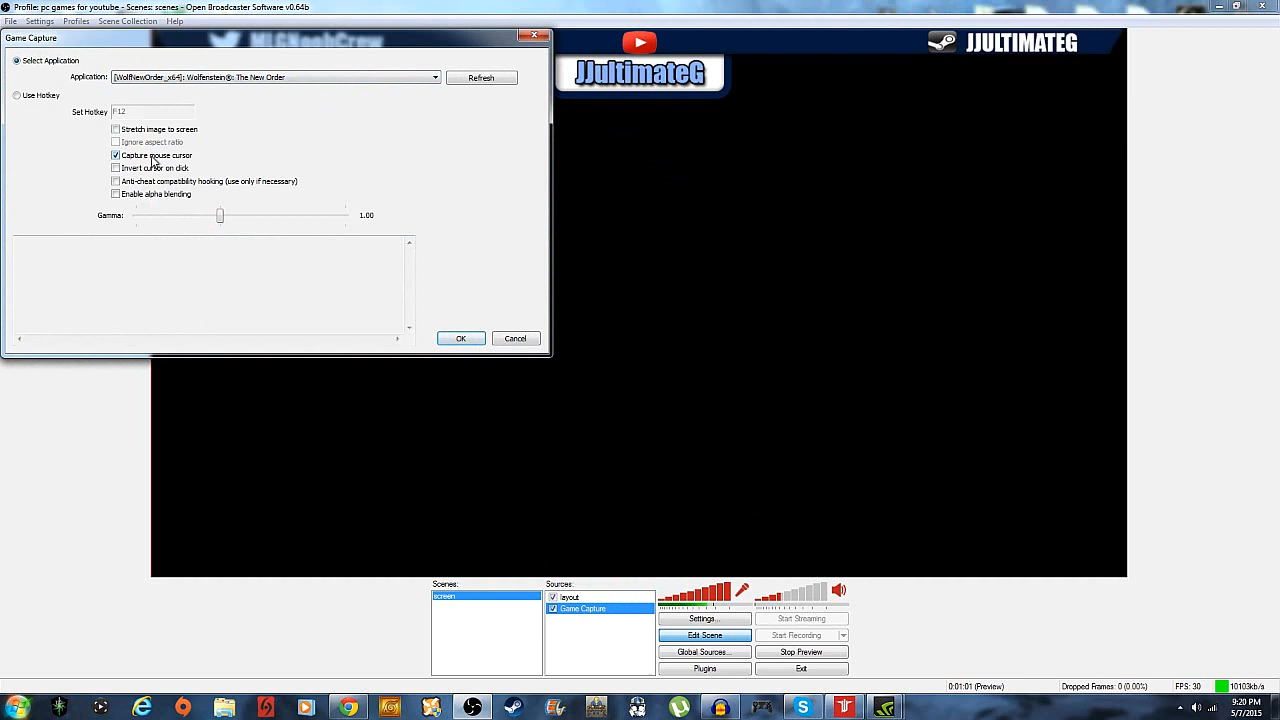 Profile: pc games for youtube - Scenes: scenes - Open Broadcaster Software v0.64b
File Settings Profiles Scene Collection Help
Game Capture
MLGNoobCrew
JJULTIMATEG
JJultimateG
Select Application
Application: [WolfNewOrder_x64]: Wolfenstein®: The New Order Refresh
Use Hotkey
Set Hotkey F12
Stretch image to screen
Ignore aspect ratio
Capture mouse cursor
Invert cursor on click
Anti-cheat compatibility hooking (use only if necessary)
Enable alpha blending
Gamma: 1.00
OK Cancel
Scenes: Sources:
screen layout
Game Capture
Settings... Start Streaming
Edit Scene Start Recording
Global Sources... Stop Preview
Plugins Exit
0:01:01 (Preview) Dropped Frames: 0 (0.00%) FPS: 30 10103kb/s
9:20 PM
5/7/2015